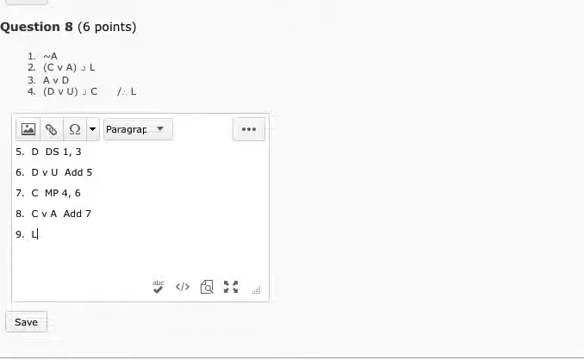 Question 8 (6 points)
1. ~A
2. (C v A) ⊃ L
3. A v D
4. (D v U) ⊃ C /∴ L
Paragrap
5. D DS 1, 3
6. D v U Add 5
7. C MP 4, 6
8. C v A Add 7
9. L
abc
Save